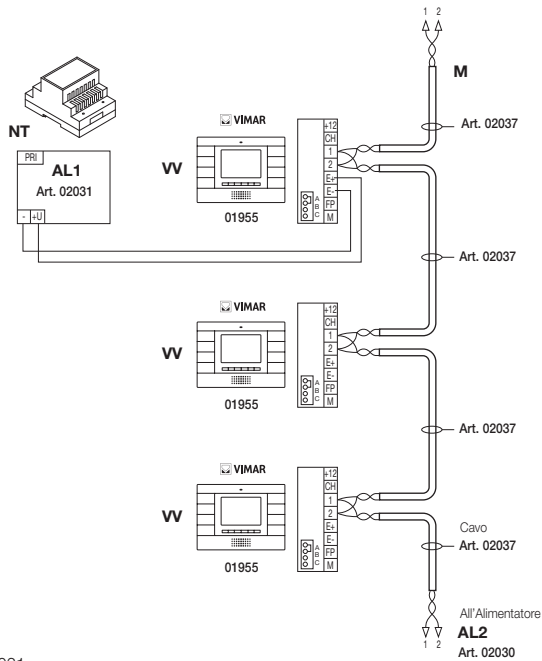 1 2
M
NT
PRI
AL1
Art. 02031
- +U
VIMAR
VV
01955
+12
CH
1
2
E+
E-
FP
M
A
B
C
Art. 02037
Art. 02037
VIMAR
VV
01955
+12
CH
1
2
E+
E-
FP
M
A
B
C
Art. 02037
VIMAR
VV
01955
+12
CH
1
2
E+
E-
FP
M
A
B
C
Cavo
Art. 02037
All'Alimentatore
AL2
1 2
Art. 02030